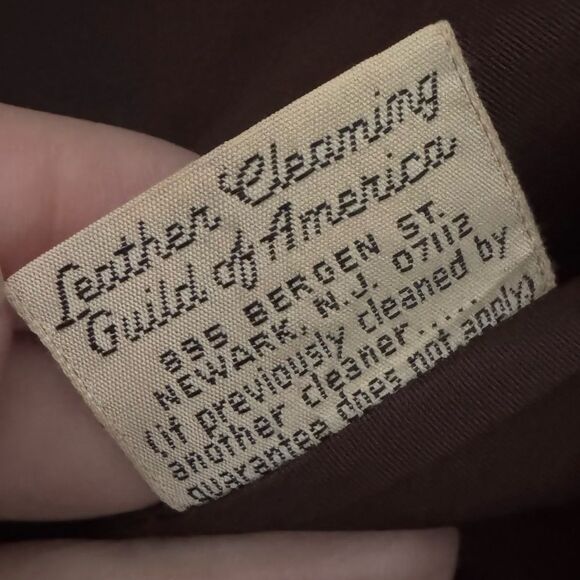 Leather Cleaning
Guild of America
895 BERGEN ST.
NEWARK, N.J. 07112
(if previously cleaned by
another cleaner.....
guarantee does not apply)